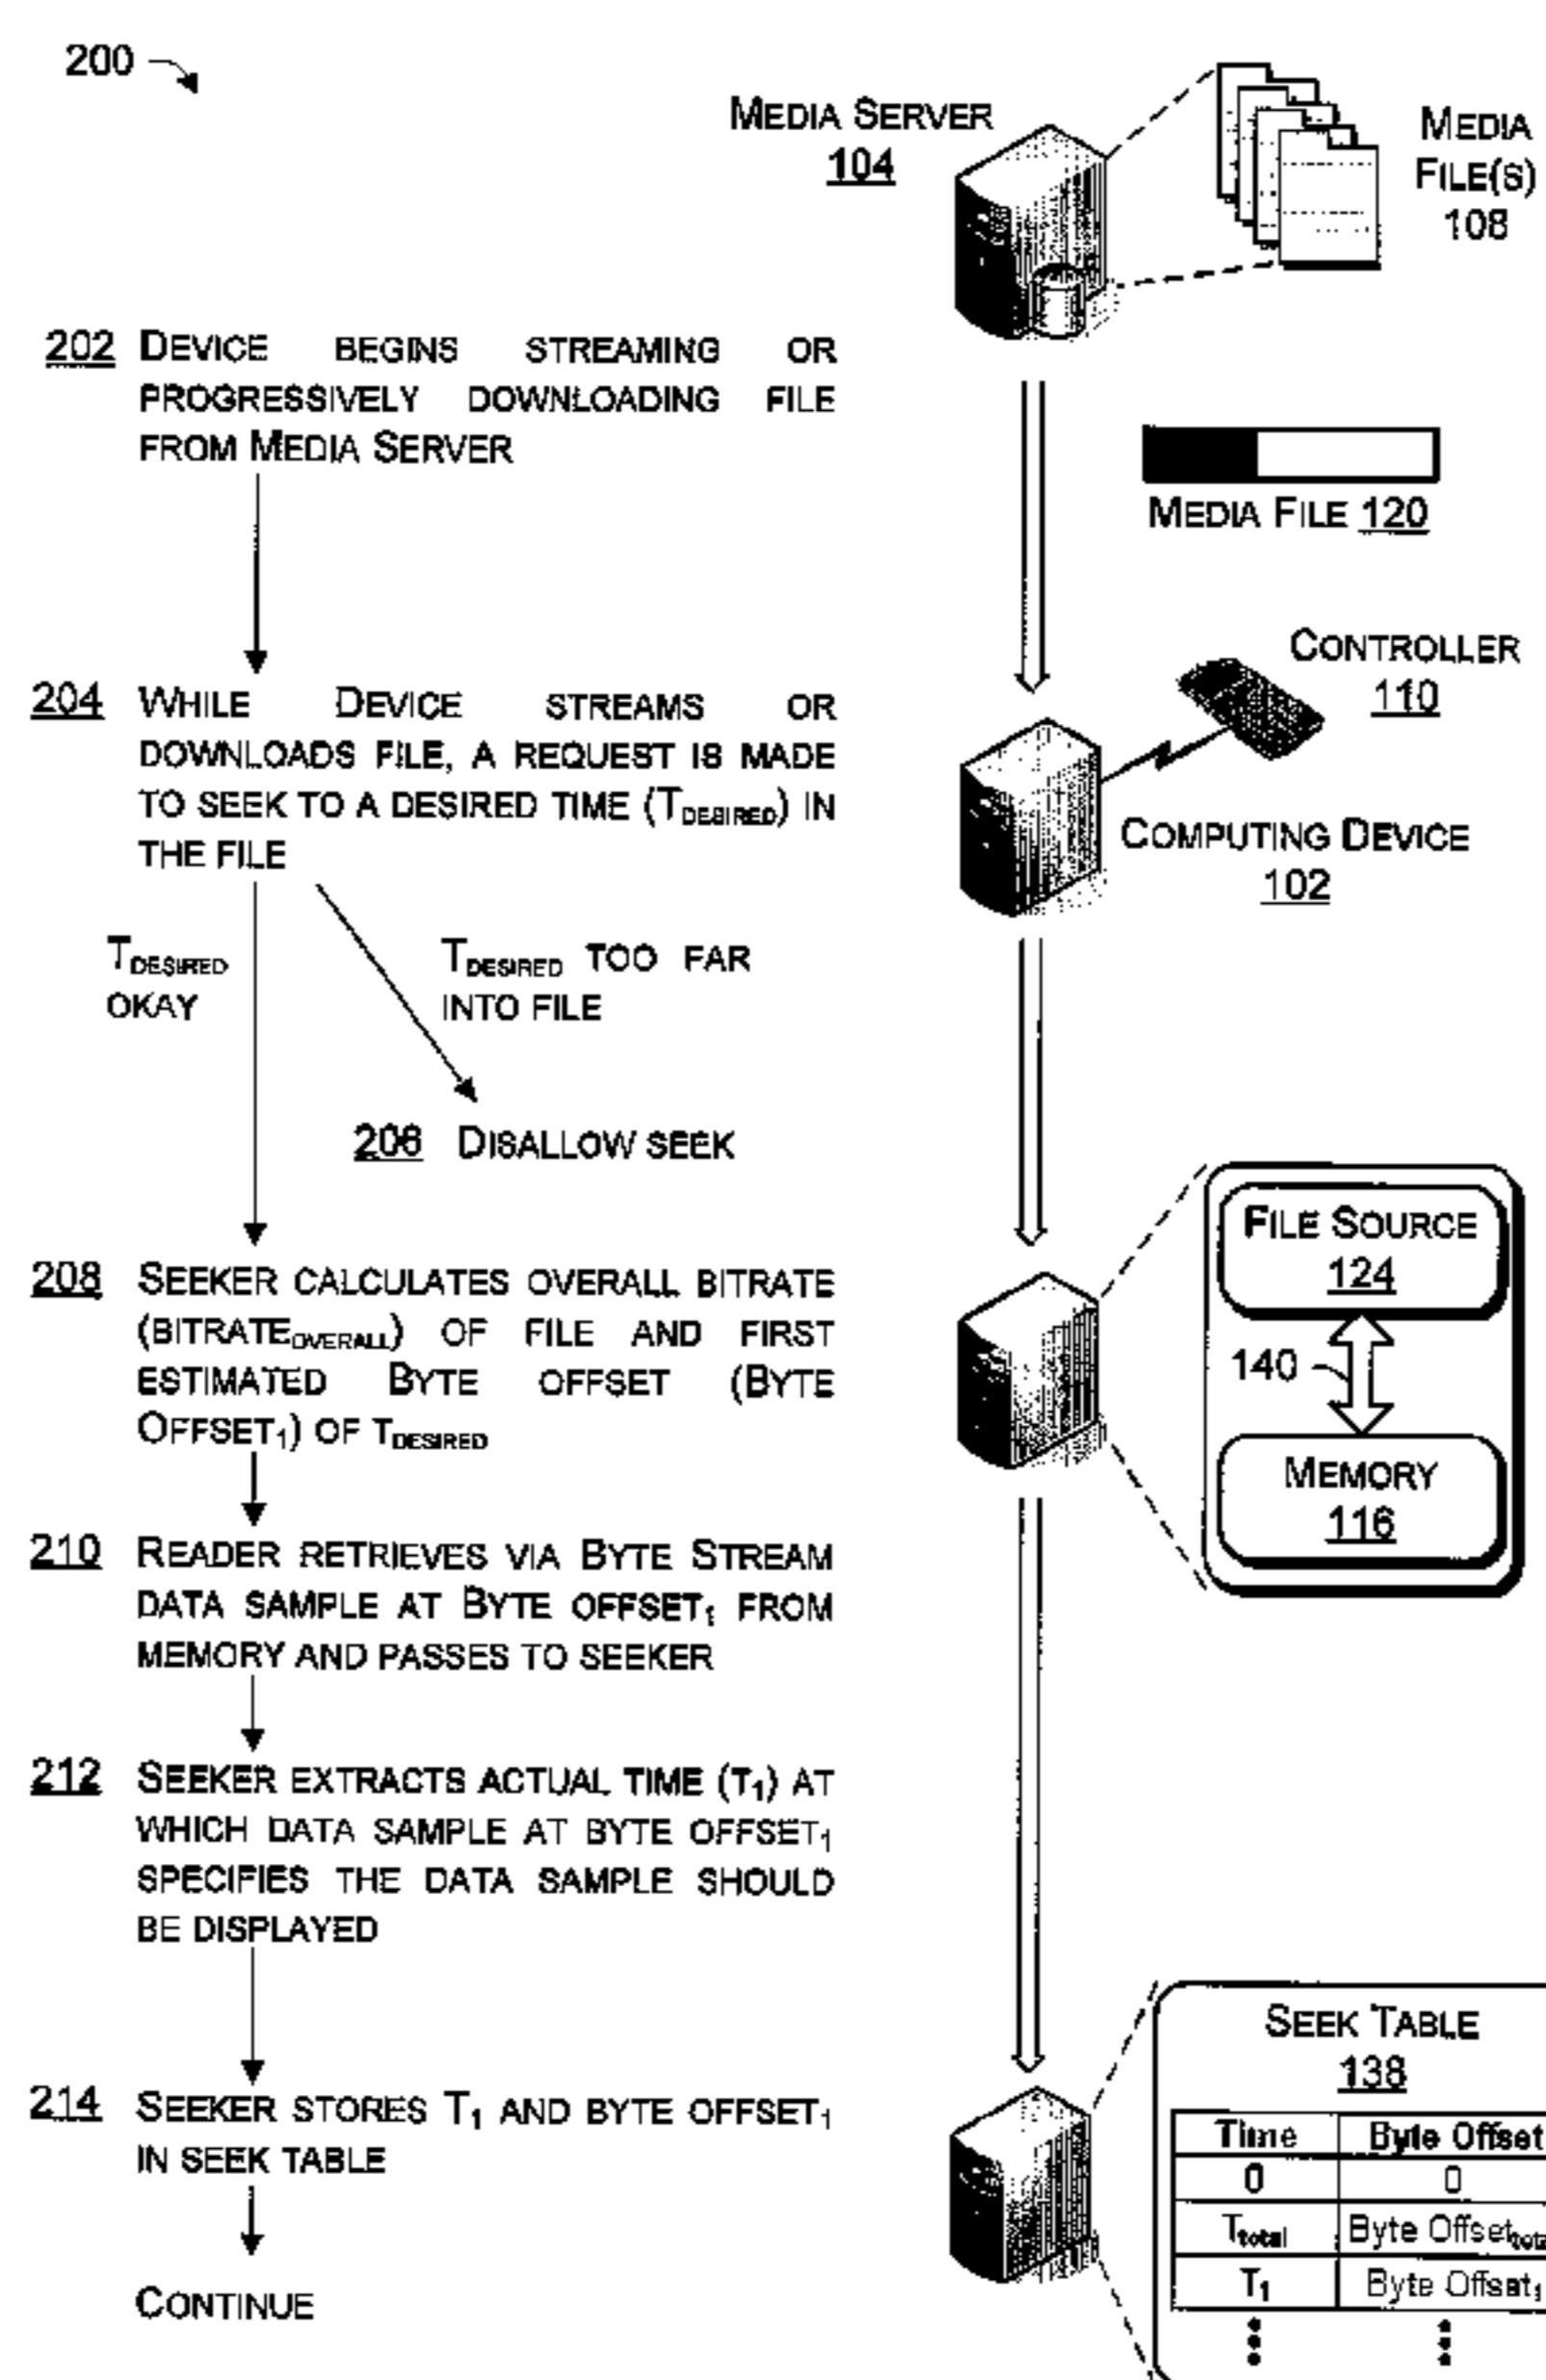 200
MEDIA SERVER
104
MEDIA
FILE(S)
108
202 DEVICE BEGINS STREAMING OR
PROGRESSIVELY DOWNLOADING FILE
FROM MEDIA SERVER
MEDIA FILE 120
CONTROLLER
110
204 WHILE DEVICE STREAMS OR
DOWNLOADS FILE, A REQUEST IS MADE
TO SEEK TO A DESIRED TIME (TDESIRED) IN
THE FILE
COMPUTING DEVICE
102
TDESIRED
OKAY
TDESIRED TOO FAR
INTO FILE
206 DISALLOW SEEK
208 SEEKER CALCULATES OVERALL BITRATE
(BITRATEOVERALL) OF FILE AND FIRST
ESTIMATED BYTE OFFSET (BYTE
OFFSET1) OF TDESIRED
FILE SOURCE
124
140
MEMORY
116
210 READER RETRIEVES VIA BYTE STREAM
DATA SAMPLE AT BYTE OFFSET1 FROM
MEMORY AND PASSES TO SEEKER
212 SEEKER EXTRACTS ACTUAL TIME (T1) AT
WHICH DATA SAMPLE AT BYTE OFFSET1
SPECIFIES THE DATA SAMPLE SHOULD
BE DISPLAYED
214 SEEKER STORES T1 AND BYTE OFFSET1
IN SEEK TABLE
CONTINUE
SEEK TABLE
138
Time Byte Offset
0 0
Ttotal Byte Offsettotal
T1 Byte Offset1